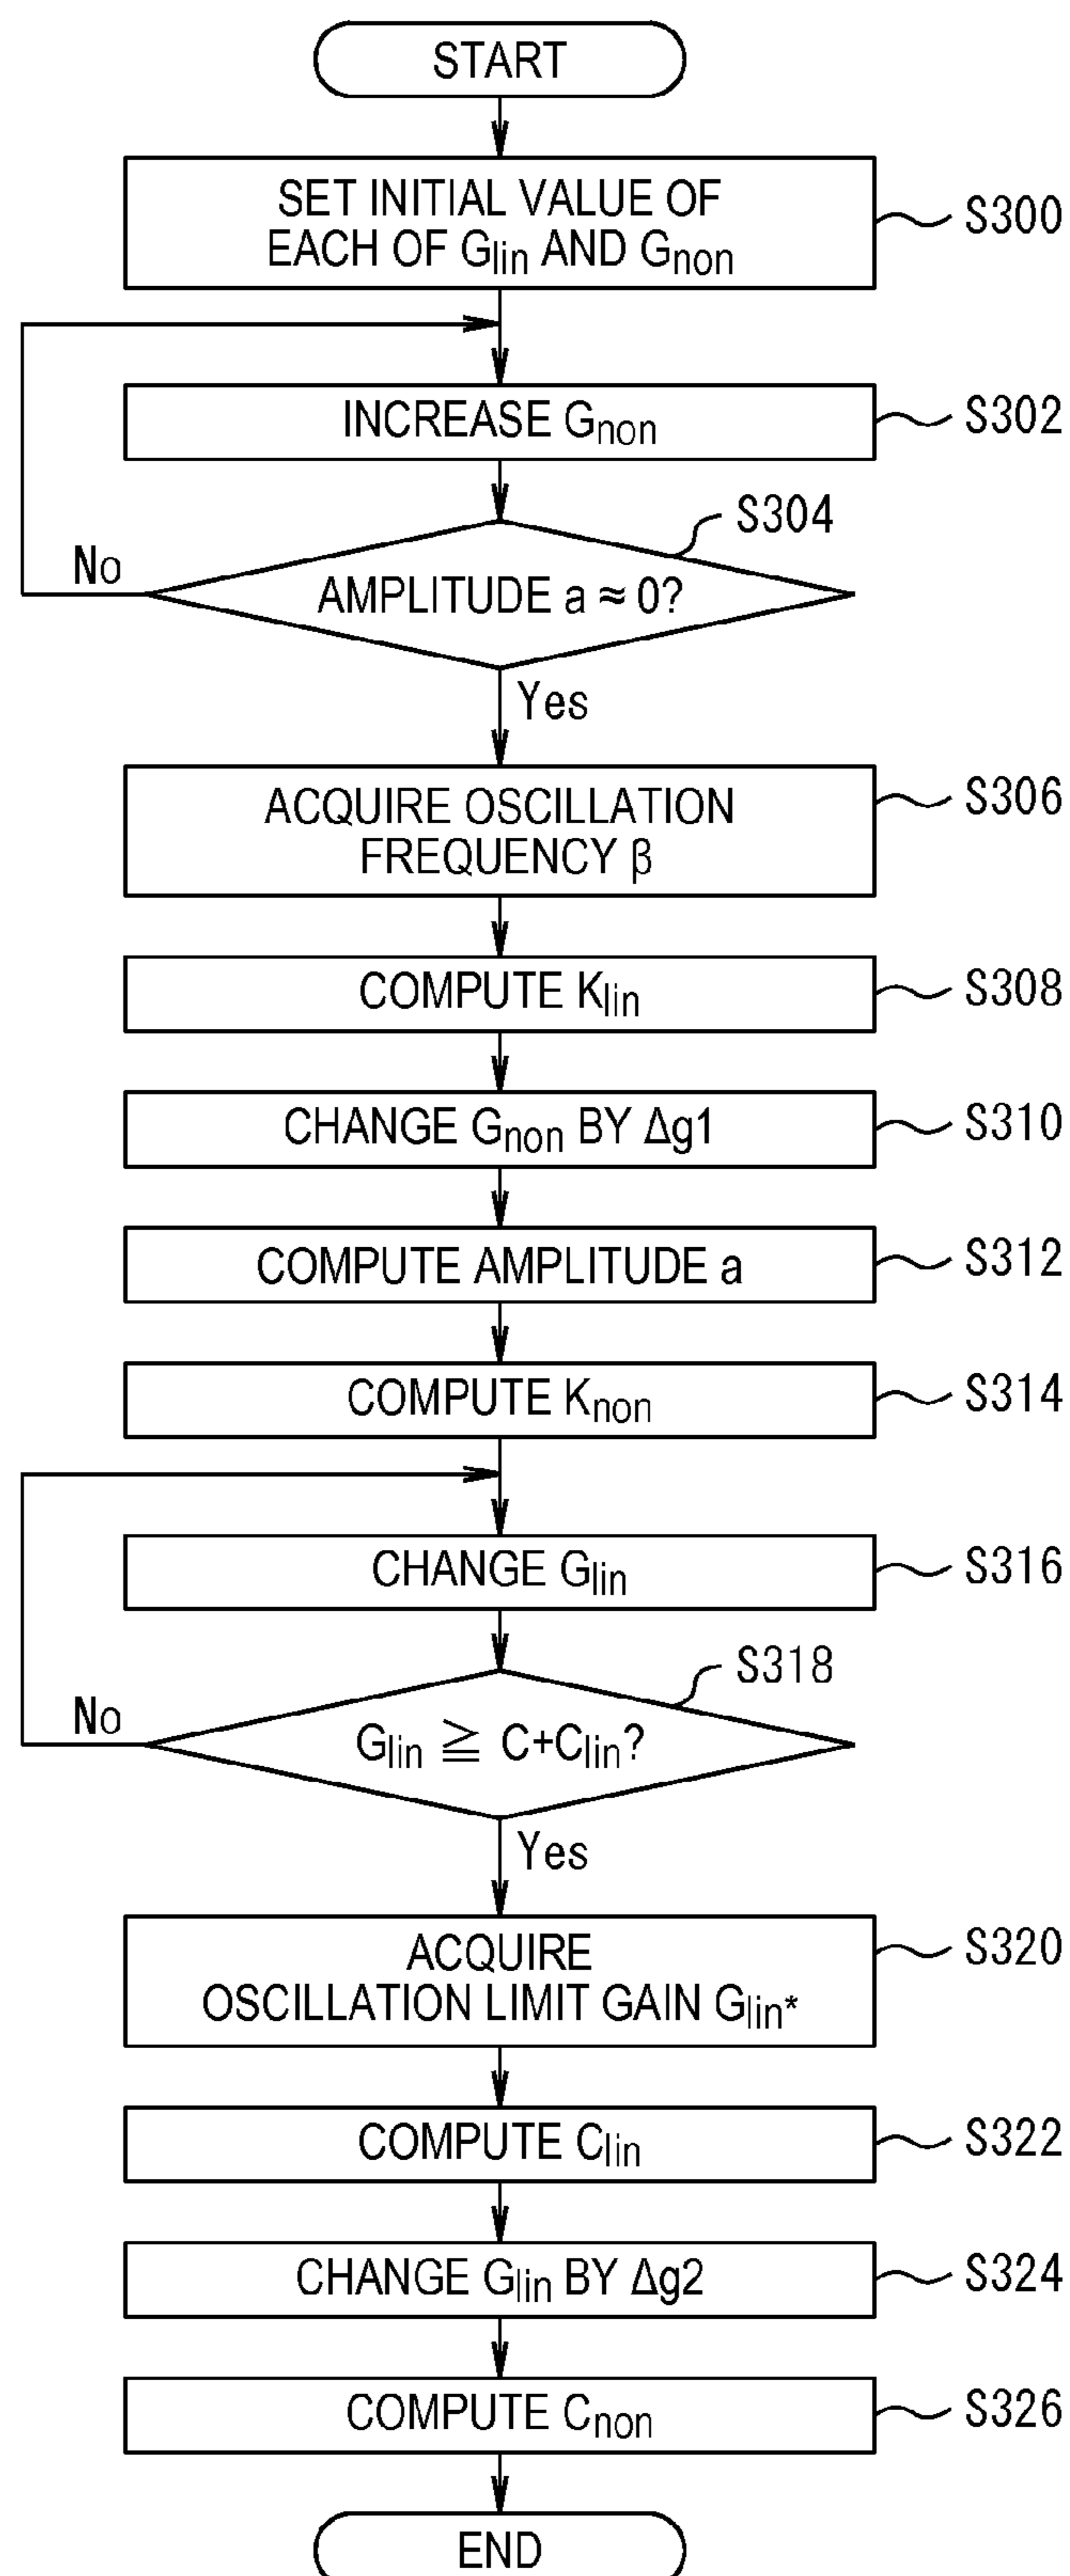 START
SET INITIAL VALUE OF
EACH OF Glin AND Gnon
S300
INCREASE Gnon
S302
S304
AMPLITUDE a ≈ 0?
No
Yes
ACQUIRE OSCILLATION
FREQUENCY β
S306
COMPUTE Klin
S308
CHANGE Gnon BY Δg1
S310
COMPUTE AMPLITUDE a
S312
COMPUTE Knon
S314
CHANGE Glin
S316
S318
Glin ≧ C+Clin?
No
Yes
ACQUIRE
OSCILLATION LIMIT GAIN Glin*
S320
COMPUTE Clin
S322
CHANGE Glin BY Δg2
S324
COMPUTE Cnon
S326
END